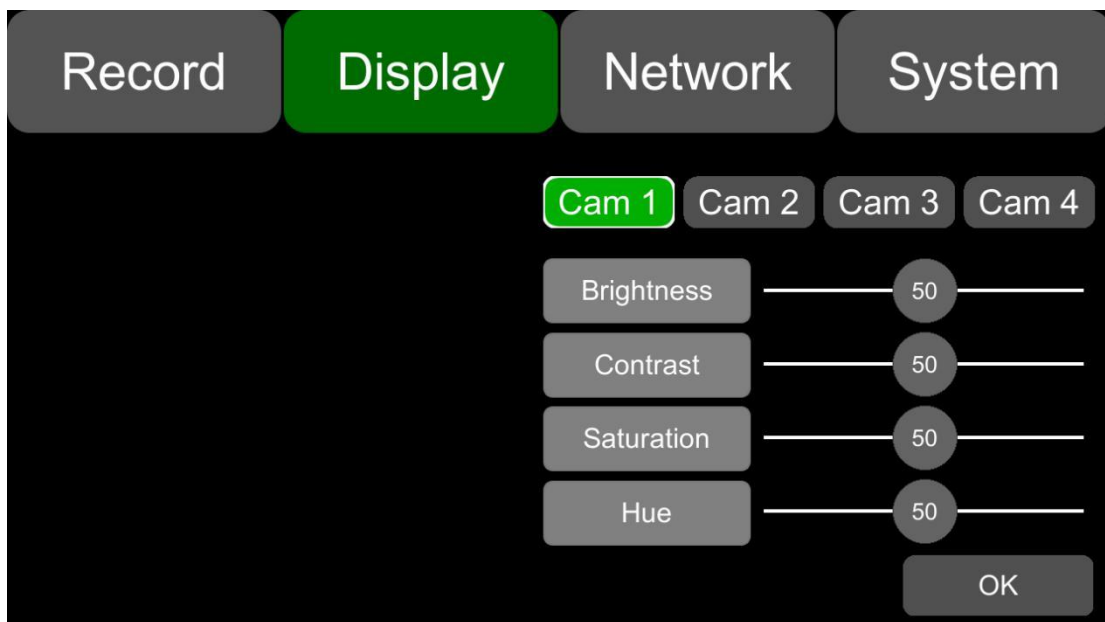 Record Display Network System
Cam 1 Cam 2 Cam 3 Cam 4
Brightness 50
Contrast 50
Saturation 50
Hue 50
OK